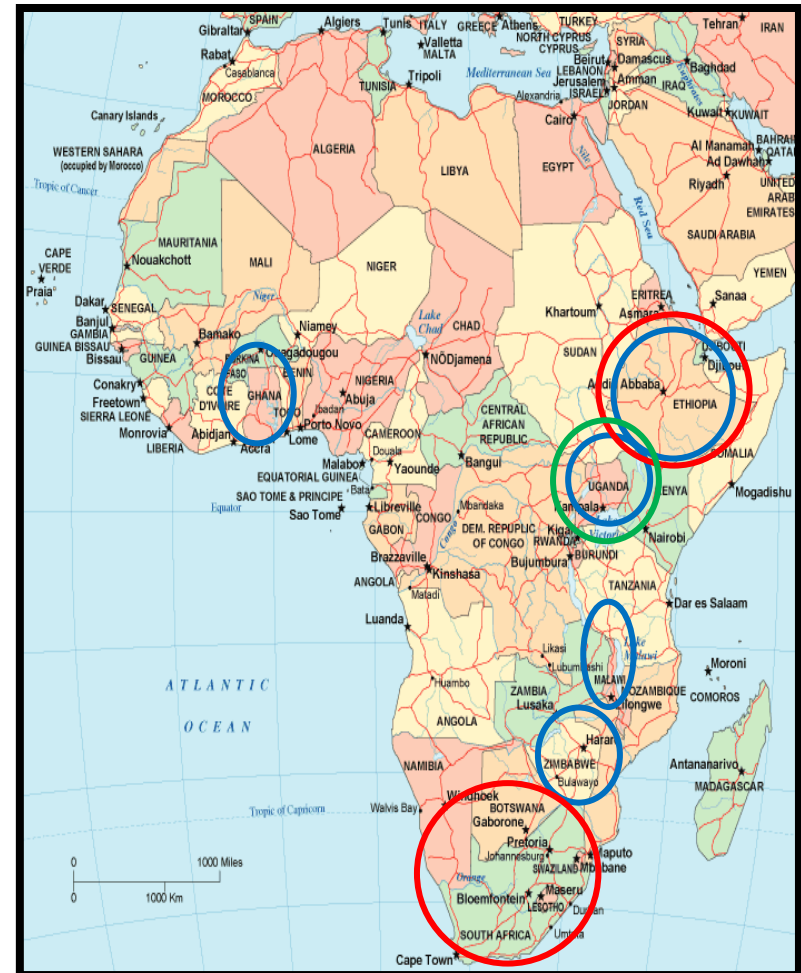 SPAIN
Gibraltar
Algiers
Tunis
ITALY
GREECE
Athens
TURKEY
Tehran
IRAN
NORTH CYPRUS
CYPRUS
SYRIA
Rabat
Valletta
MALTA
Beirut
Damascus
Baghdad
LEBANON
Casablanca
Tripoli
Mediterranean Sea
Jerusalem
Amman
IRAQ
Euphrates
MOROCCO
TUNISIA
Alexandria
ISRAEL
JORDAN
Kuwait
KUWAIT
Canary Islands
Cairo
ALGERIA
LIBYA
EGYPT
Nile
Al Manamah
BAHRAI
Ad Dawhah
QATA
WESTERN SAHARA
(occupied by Morocco)
Riyadh
UNITED
ARAB
EMIRATES
Tropic of Cancer
Red Sea
SAUDI ARABIA
MAURITANIA
Nouakchott
MALI
NIGER
CAPE
VERDE
Praia
YEMEN
Dakar
SENEGAL
Niger
Lake
Chad
CHAD
Khartoum
ERITREA
Asmara
Sanaa
Banjul
GAMBIA
GUINEA BISSAU
Bissau
Bamako
Niamey
SUDAN
DJIBOUTI
Djibouti
GUINEA
BURKINA
FASO
Ouagadougou
BENIN
NIGERIA
Abuja
NÕDjamena
Addis Abbaba
ETHIOPIA
Conakry
Freetown
SIERRA LEONE
COTE
D'IVOIRE
GHANA
TOGO
Ibadan
Porto Novo
CENTRAL
AFRICAN
REPUBLIC
Monrovia
LIBERIA
Abidjan
Accra
Lome
CAMEROON
Douala
Malabo
Yaounde
Bangui
SOMALIA
EQUATORIAL GUINEA
Bata
SAO TOME & PRINCIPE
Sao Tome
Libreville
UGANDA
Kampala
KENYA
Mogadishu
Equator
GABON
CONGO
Congo
Mbandaka
DEM. REPUBLIC
OF CONGO
Kigali
RWANDA
Lake
Victoria
Nairobi
Brazzaville
Kinshasa
Bujumbura
BURUNDI
ANGOLA
Matadi
TANZANIA
Dar es Salaam
Luanda
Likasi
Lubumbashi
Lake
Malawi
Moroni
COMOROS
ATLANTIC
OCEAN
Huambo
ANGOLA
ZAMBIA
Lusaka
MALAWI
Lilongwe
MOZAMBIQUE
Harare
ZIMBABWE
Bulawayo
Antananarivo
MADAGASCAR
NAMIBIA
Windhoek
Walvis Bay
Tropic of Capricorn
BOTSWANA
Gaborone
Pretoria
Johannesburg
Maputo
SWAZILAND
Mbabane
0
1000 Miles
0
1000 Km
Orange
Bloemfontein
Maseru
LESOTHO
Durban
SOUTH AFRICA
Umtata
Cape Town